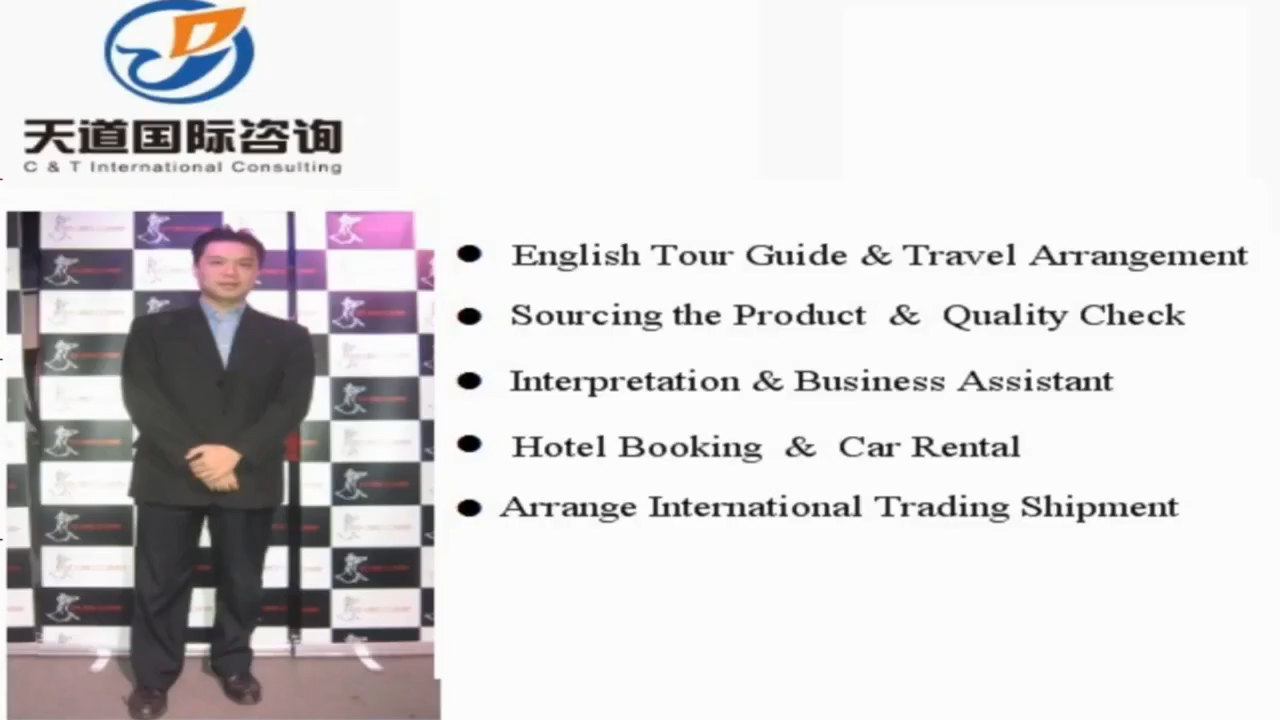 天道国际咨询
C & T International Consulting
● English Tour Guide & Travel Arrangement
● Sourcing the Product & Quality Check
● Interpretation & Business Assistant
● Hotel Booking & Car Rental
● Arrange International Trading Shipment